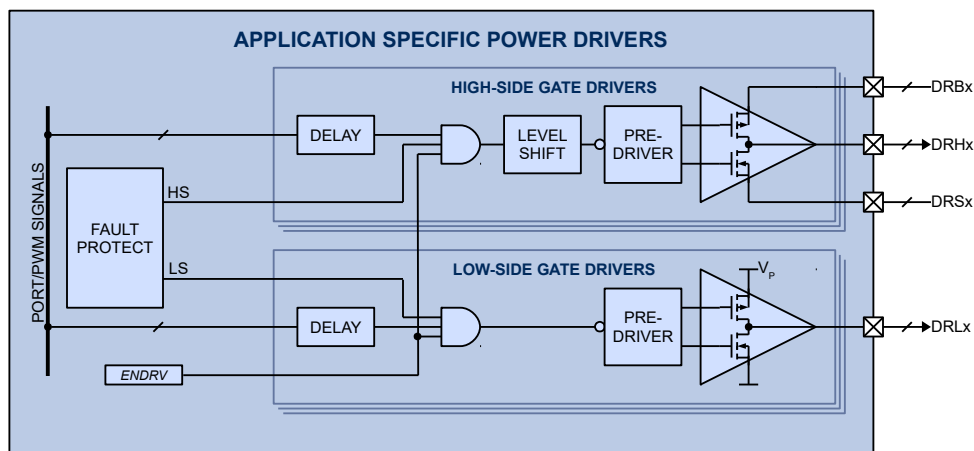 APPLICATION SPECIFIC POWER DRIVERS
HIGH-SIDE GATE DRIVERS
DRBx
DELAY
LEVEL
SHIFT
PRE-
DRIVER
DRHx
HS
DRSx
PORT/PWM SIGNALS
FAULT
PROTECT
LS
LOW-SIDE GATE DRIVERS
VP
DELAY
PRE-
DRIVER
DRLx
ENDRV